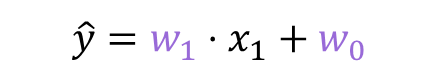 ŷ = w₁ · x₁ + w₀